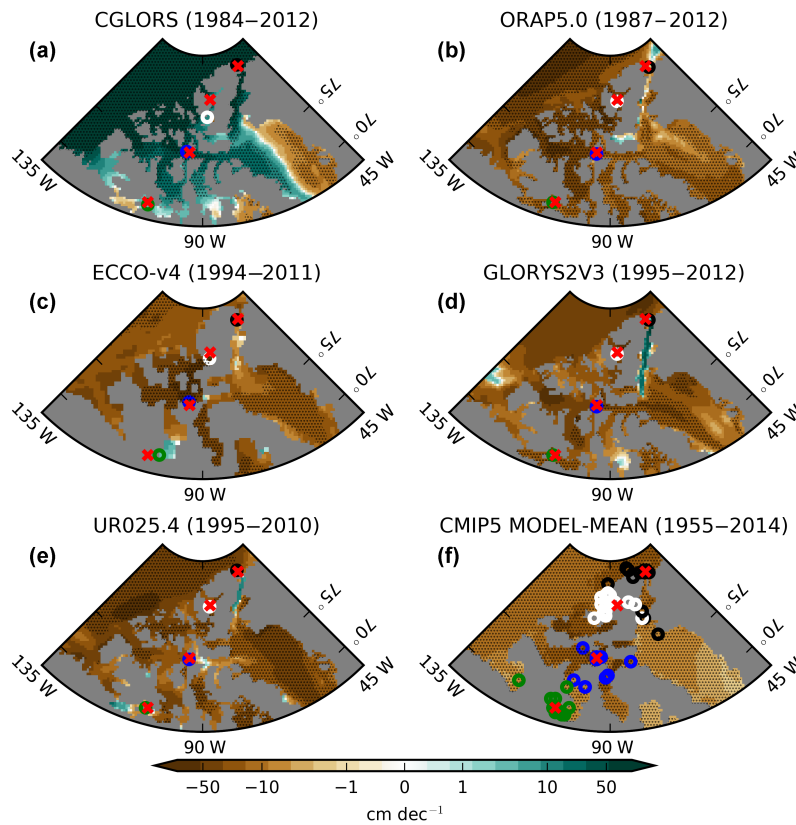 CGLORS (1984−2012)
(a)
75°
70°
135 W
45 W
90 W
ORAP5.0 (1987−2012)
(b)
75°
70°
135 W
45 W
90 W
ECCO-v4 (1994−2011)
(c)
75°
70°
135 W
45 W
90 W
GLORYS2V3 (1995−2012)
(d)
75°
70°
135 W
45 W
90 W
UR025.4 (1995−2010)
(e)
75°
70°
135 W
45 W
90 W
CMIP5 MODEL-MEAN (1955−2014)
(f)
75°
70°
135 W
45 W
90 W
−50 −10 −1 0 1 10 50
cm dec⁻¹